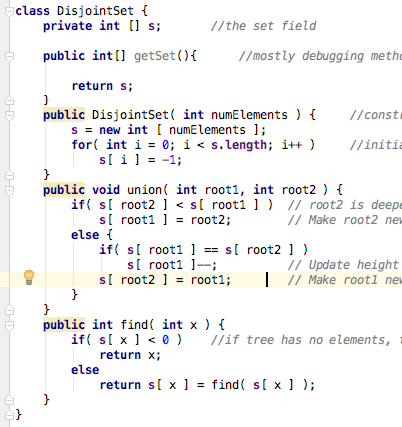 class DisjointSet {
private int [] s; //the set field
public int[] getSet(){ //mostly debugging metho
return s;
}
public DisjointSet( int numElements ) { //constr
s = new int [ numElements ];
for( int i = 0; i < s.length; i++ ) //initia
s[ i ] = -1;
}
public void union( int root1, int root2 ) {
if( s[ root2 ] < s[ root1 ] ) // root2 is deepe
s[ root1 ] = root2; // Make root2 new
else {
if( s[ root1 ] == s[ root2 ] )
s[ root1 ]--; // Update height
s[ root2 ] = root1; // Make root1 new
}
}
public int find( int x ) {
if( s[ x ] < 0 ) //if tree has no elements, t
return x;
else
return s[ x ] = find( s[ x ] );
}
}